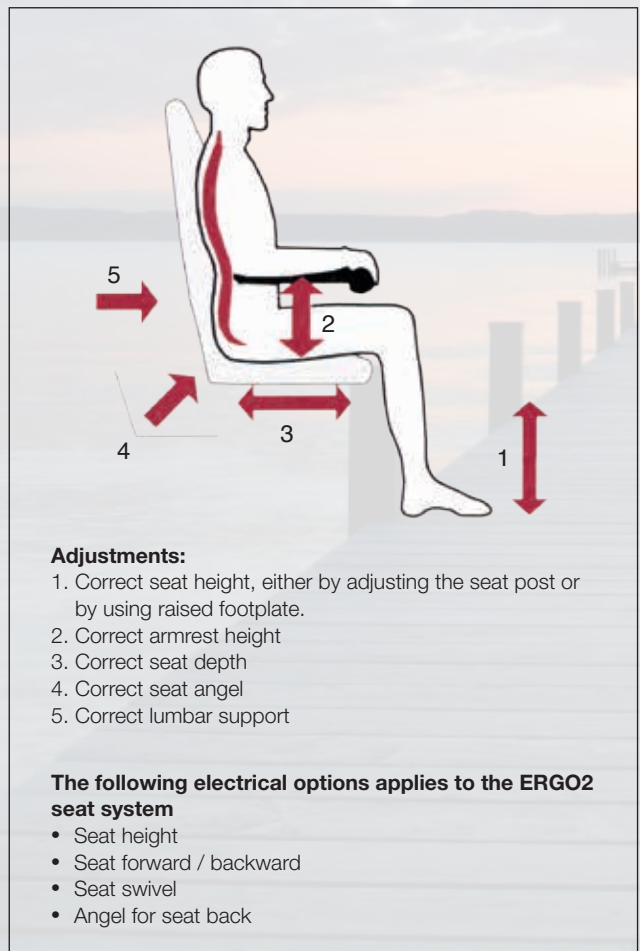 5
2
3
4
1
Adjustments:
1. Correct seat height, either by adjusting the seat post or
by using raised footplate.
2. Correct armrest height
3. Correct seat depth
4. Correct seat angel
5. Correct lumbar support
The following electrical options applies to the ERGO2
seat system
• Seat height
• Seat forward / backward
• Seat swivel
• Angel for seat back